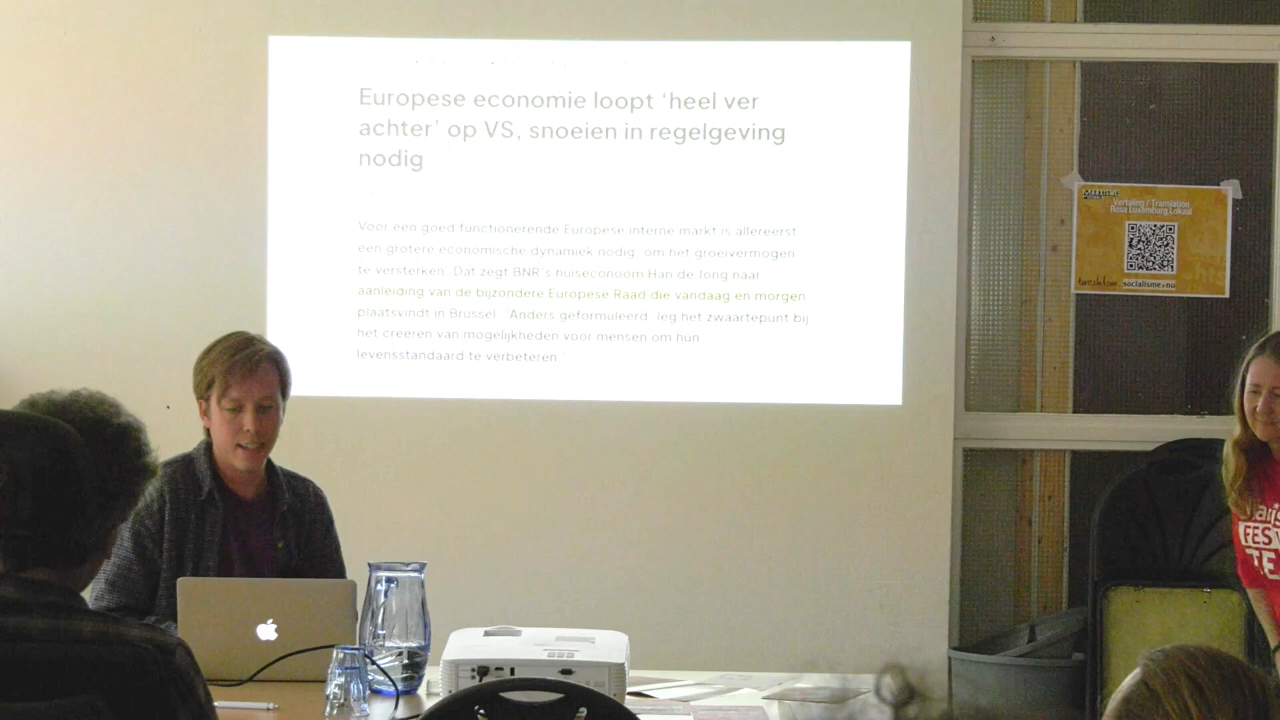 Europese economie loopt ‘heel ver
achter’ op VS, snoeien in regelgeving
nodig
Voor een goed functionerende Europese interne markt is allereerst
een grotere economische dynamiek nodig, om het groeivermogen
te versterken. Dat zegt BNR's huiseconoom Han de Jong naar
aanleiding van de bijzondere Europese Raad die vandaag en morgen
plaatsvindt in Brussel. 'Anders geformuleerd: leg het zwaartepunt bij
het creëren van mogelijkheden voor mensen om hun
levensstandaard te verbeteren.'
Vertaling / Translation
Rosa Luxemburg Lokaal
socialisme.nu
FES
TE